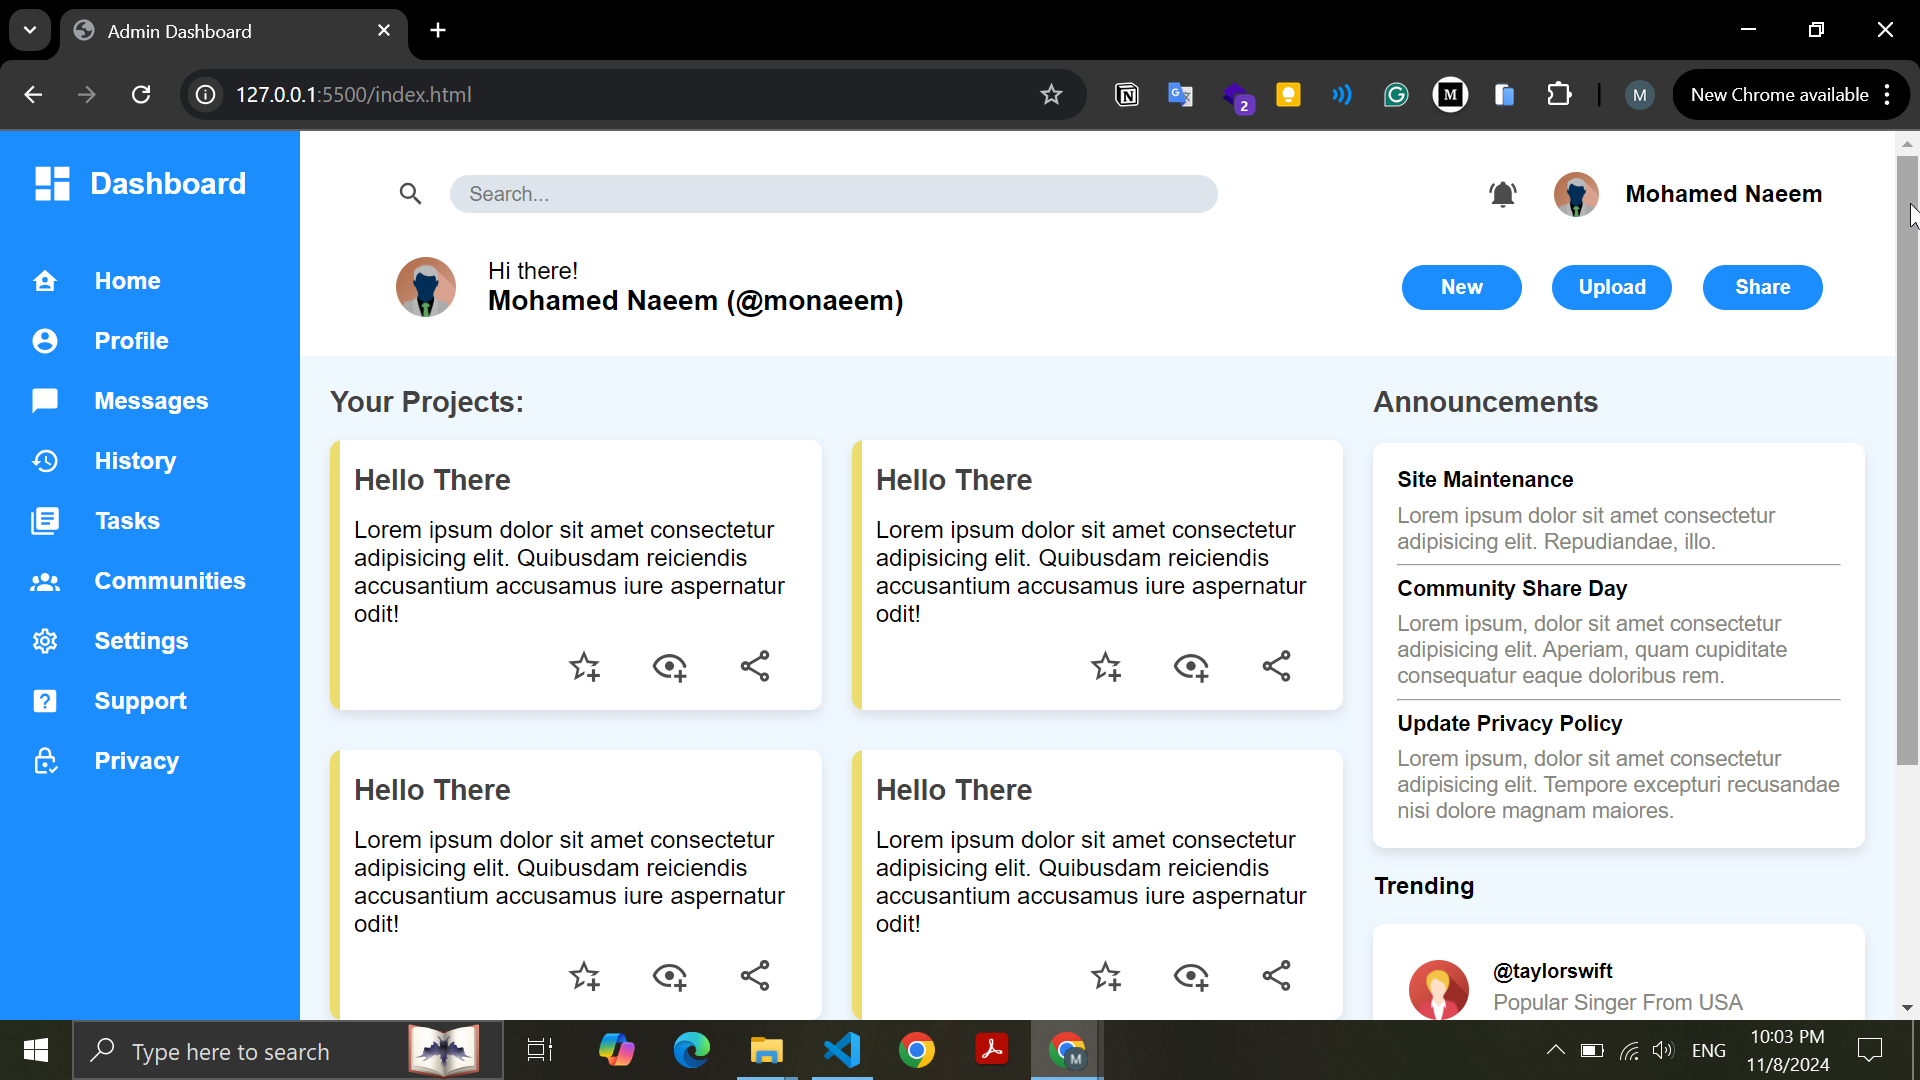 Admin Dashboard
127.0.0.1:5500/index.html
2
M
M
New Chrome available
Dashboard
Home
Profile
Messages
History
Tasks
Communities
Settings
Support
Privacy
Search...
Mohamed Naeem
Hi there!
Mohamed Naeem (@monaeem)
New
Upload
Share
Your Projects:
Hello There
Lorem ipsum dolor sit amet consectetur
adipisicing elit. Quibusdam reiciendis
accusantium accusamus iure aspernatur
odit!
Hello There
Lorem ipsum dolor sit amet consectetur
adipisicing elit. Quibusdam reiciendis
accusantium accusamus iure aspernatur
odit!
Hello There
Lorem ipsum dolor sit amet consectetur
adipisicing elit. Quibusdam reiciendis
accusantium accusamus iure aspernatur
odit!
Hello There
Lorem ipsum dolor sit amet consectetur
adipisicing elit. Quibusdam reiciendis
accusantium accusamus iure aspernatur
odit!
Announcements
Site Maintenance
Lorem ipsum dolor sit amet consectetur
adipisicing elit. Repudiandae, illo.
Community Share Day
Lorem ipsum, dolor sit amet consectetur
adipisicing elit. Aperiam, quam cupiditate
consequatur eaque doloribus rem.
Update Privacy Policy
Lorem ipsum, dolor sit amet consectetur
adipisicing elit. Tempore excepturi recusandae
nisi dolore magnam maiores.
Trending
@taylorswift
Popular Singer From USA
Type here to search
M
ENG
10:03 PM
11/8/2024